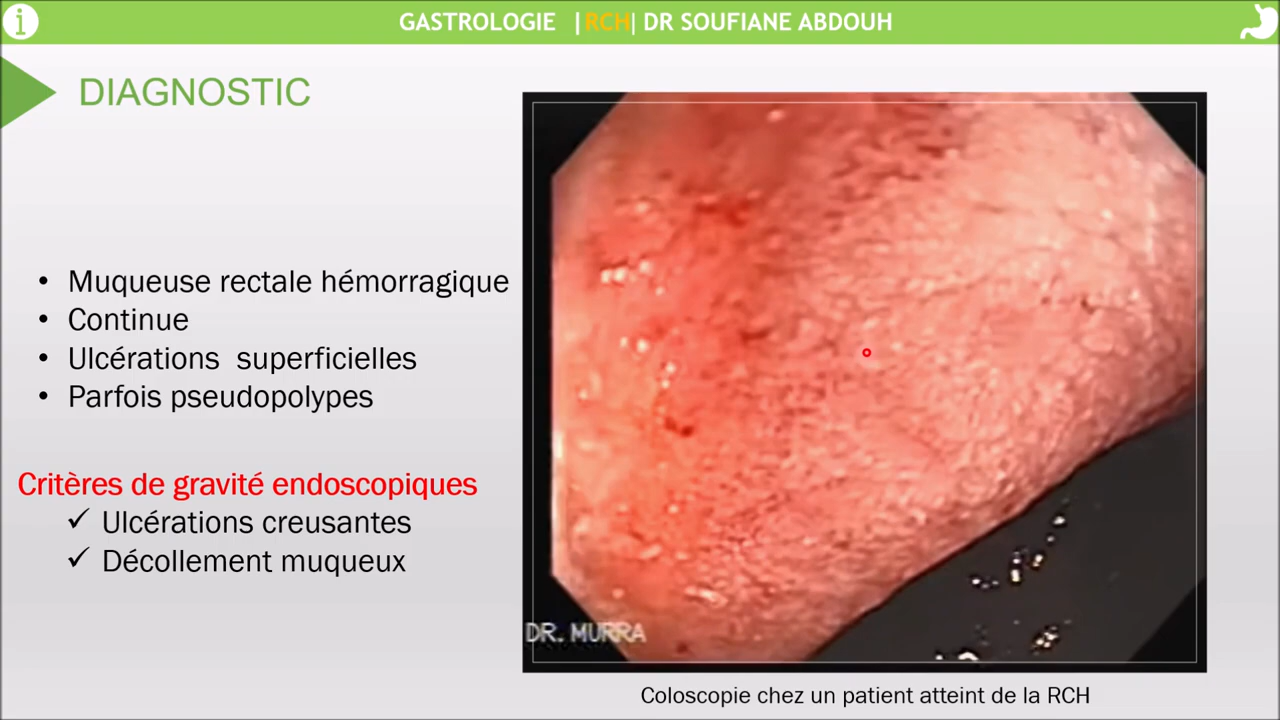 GASTROLOGIE | RCH | DR SOUFIANE ABDOUH
DIAGNOSTIC
• Muqueuse rectale hémorragique
• Continue
• Ulcérations superficielles
• Parfois pseudopolypes
Critères de gravité endoscopiques
✓ Ulcérations creusantes
✓ Décollement muqueux
DR. MURRA
Coloscopie chez un patient atteint de la RCH